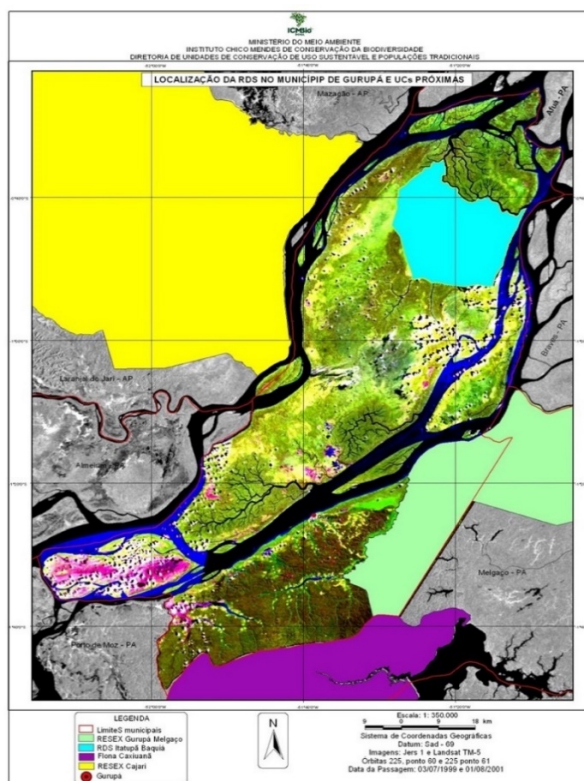 ICMBio
MINISTÉRIO DO MEIO AMBIENTE
INSTITUTO CHICO MENDES DE CONSERVAÇÃO DA BIODIVERSIDADE
DIRETORIA DE UNIDADES DE CONSERVAÇÃO DE USO SUSTENTAVEL E POPULAÇÕES TRADICIONAIS
LOCALIZAÇÃO DA RDS NO MUNICÍPIP DE GURUPÁ E UCs PRÓXIMAS
Mazagão - AP
Afuá - PA
Breves - PA
Laranjal do Jari - AP
Melgaço - PA
Porto de Moz - PA
LEGENDA
LimiteS municipais
RESEX Gurupá Melgaço
RDS Itatupã Baquiá
Flona Caxiuanã
RESEX Cajari
Gurupá
N
Escala: 1: 350.000
9 0 9 18 km
Sistema de Coordenadas Geográficas
Datum: Sad - 69
Imagens: Jers 1 e Landsat TM-5
Orbitas 225, ponto 60 e 225 ponto 61
Data da Passagem: 03/07/1999 e 01/08/2001